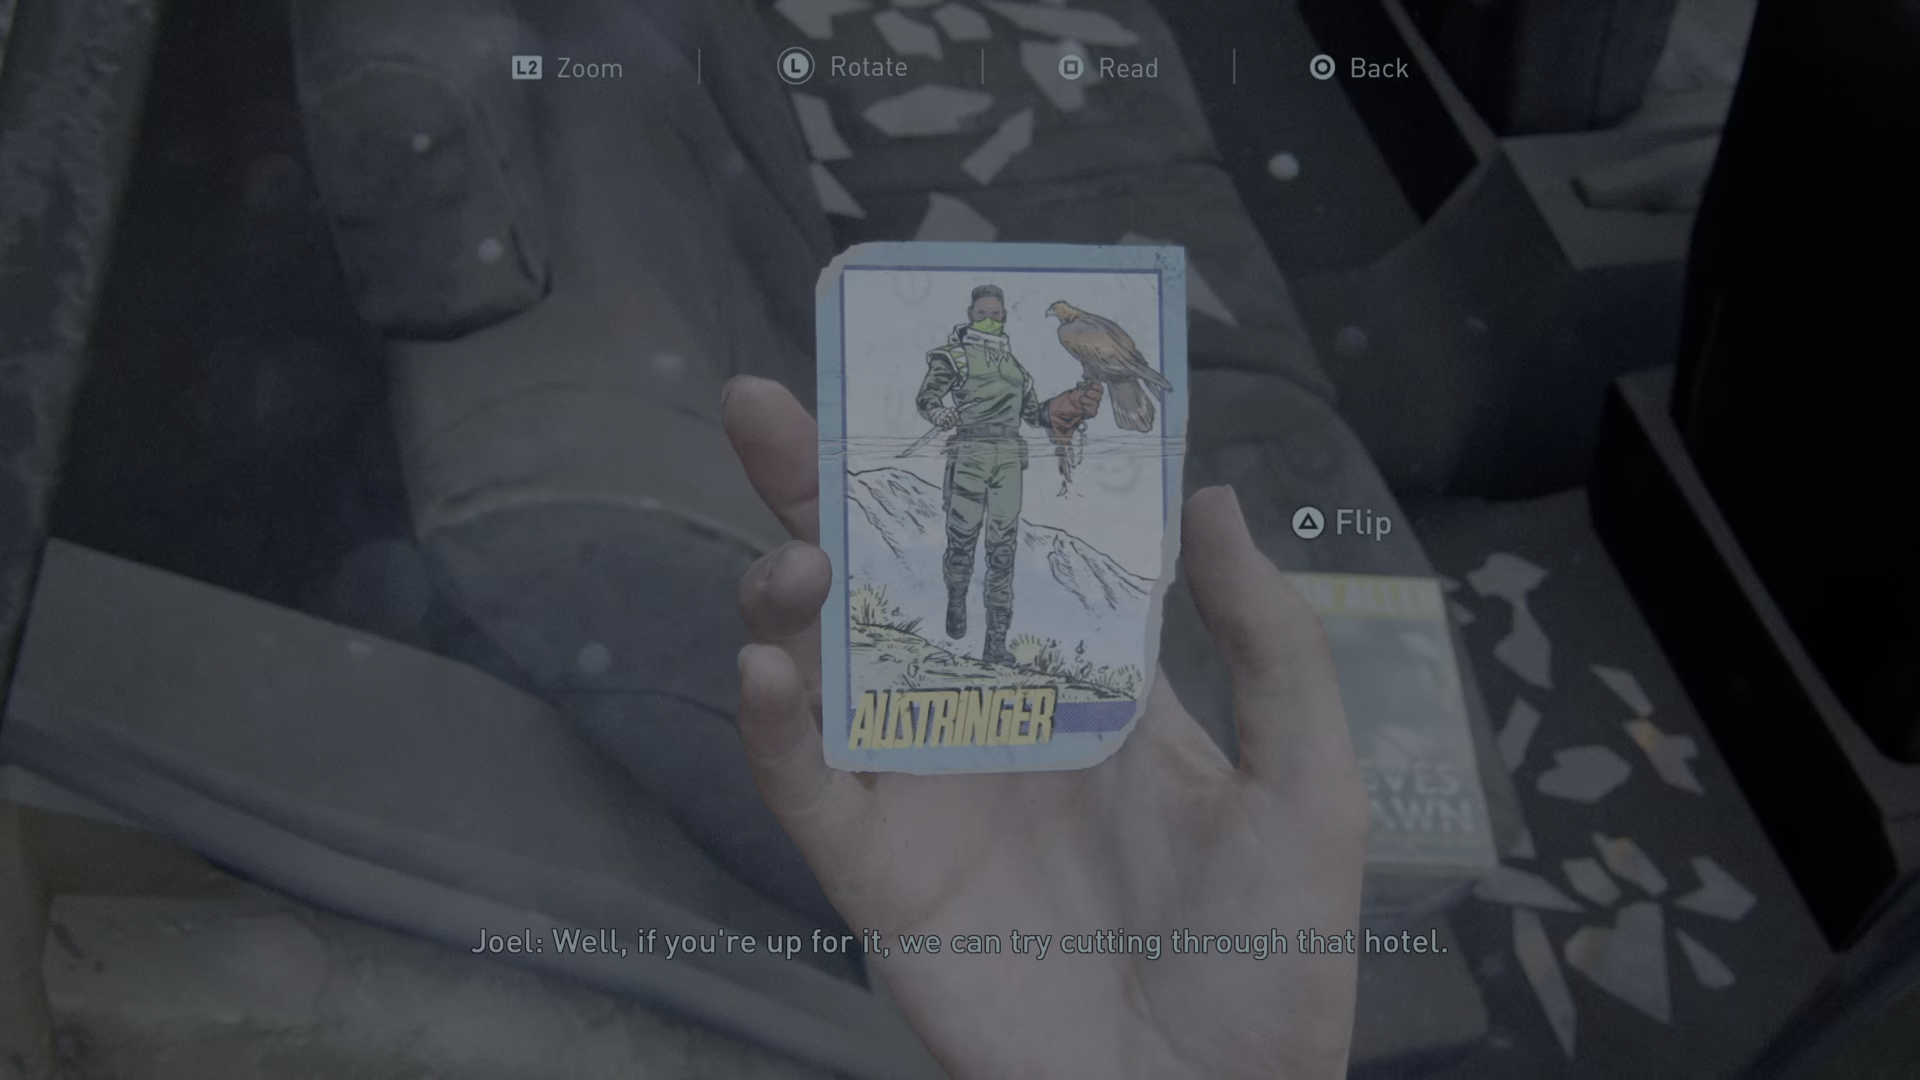 L2 Zoom
L Rotate
Read
Back
Flip
AUSTRINGER
Joel: Well, if you're up for it, we can try cutting through that hotel.